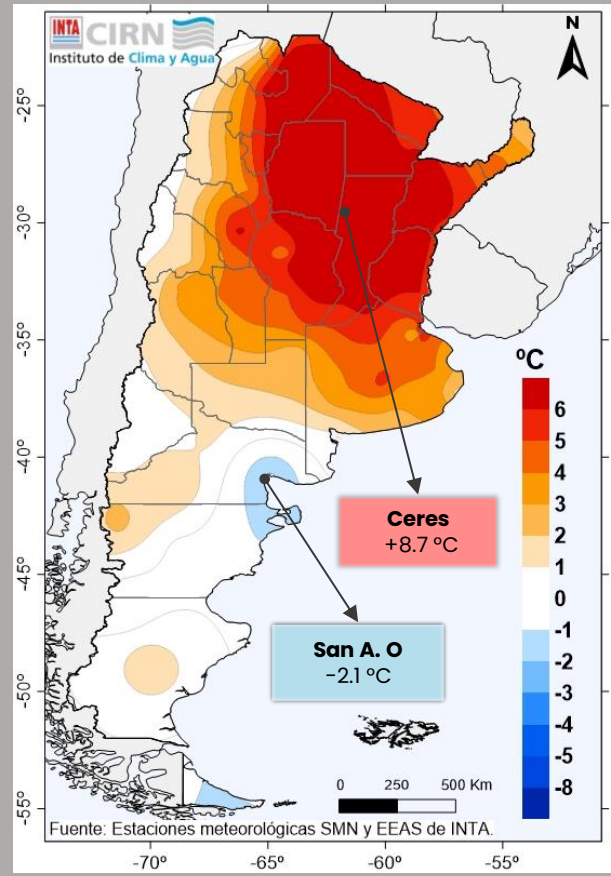 INTA CIRN
Instituto de Clima y Agua
N
-25°
-30°
-35°
-40°
-45°
-50°
-55°
ºC
6
5
4
3
2
1
0
-1
-2
-3
-4
-5
-8
Ceres
+8.7 ºC
San A. O
-2.1 ºC
0 250 500 Km
Fuente: Estaciones meteorológicas SMN y EEAS de INTA.
-70° -65° -60° -55°